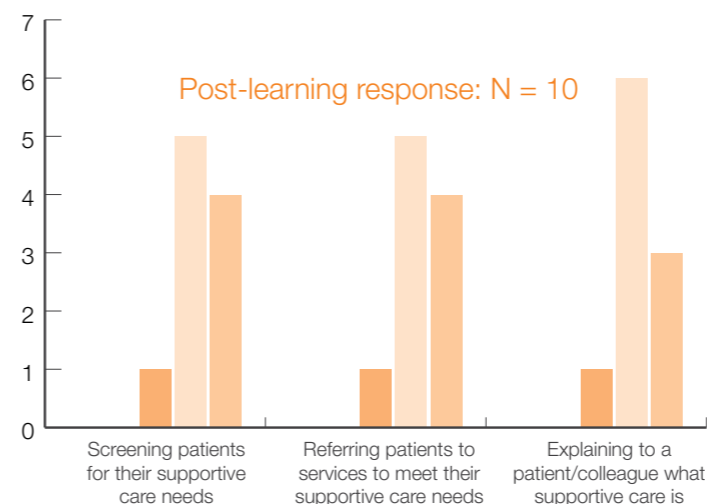 7
6
Post-learning response: N = 10
5
4
3
2
1
0
Screening patients
for their supportive
care needs
Referring patients to
services to meet their
supportive care needs
Explaining to a
patient/colleague what
supportive care is